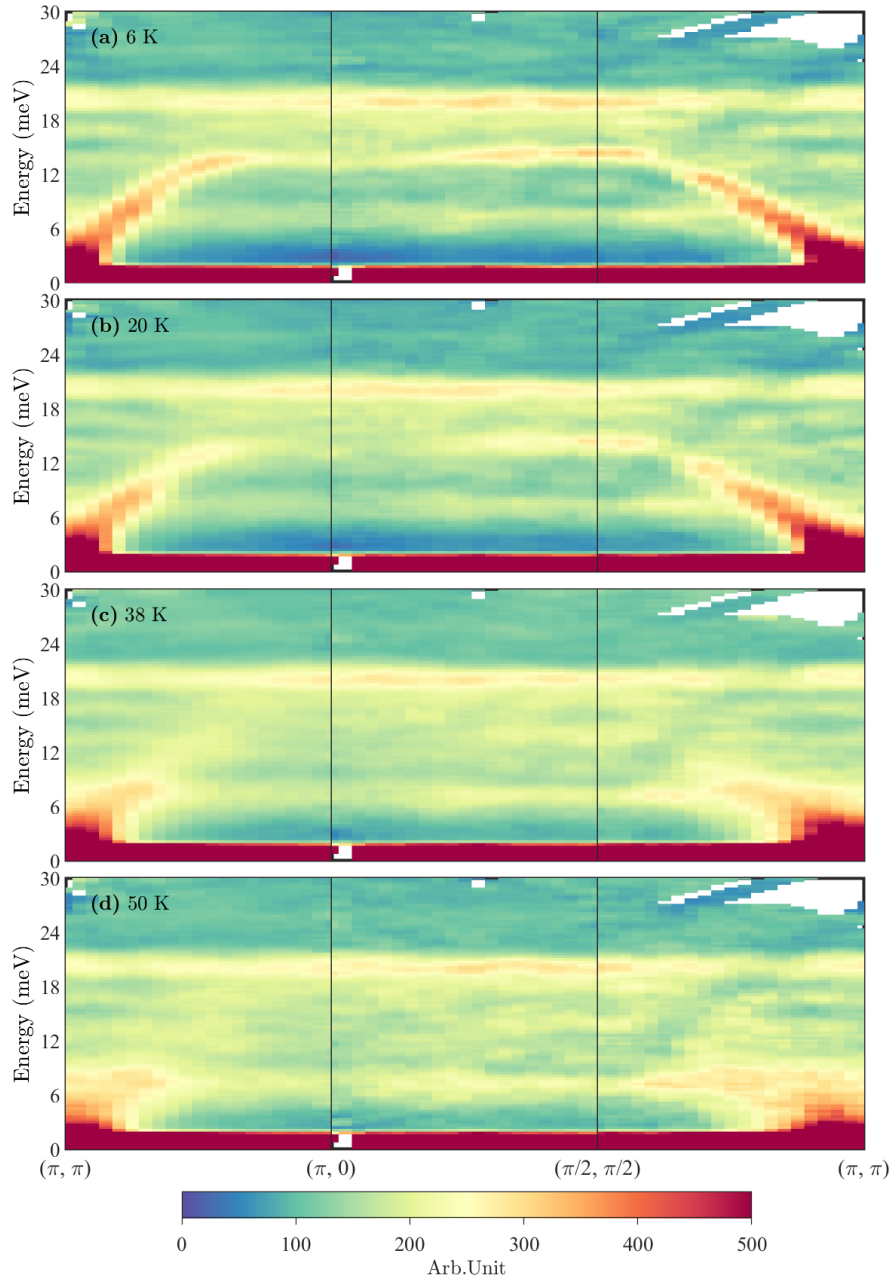 (a) 6 K
30
24
18
12
6
0
Energy (meV)
(b) 20 K
30
24
18
12
6
0
Energy (meV)
(c) 38 K
30
24
18
12
6
0
Energy (meV)
(d) 50 K
30
24
18
12
6
0
Energy (meV)
(π, π) (π, 0) (π/2, π/2) (π, π)
0 100 200 300 400 500
Arb.Unit